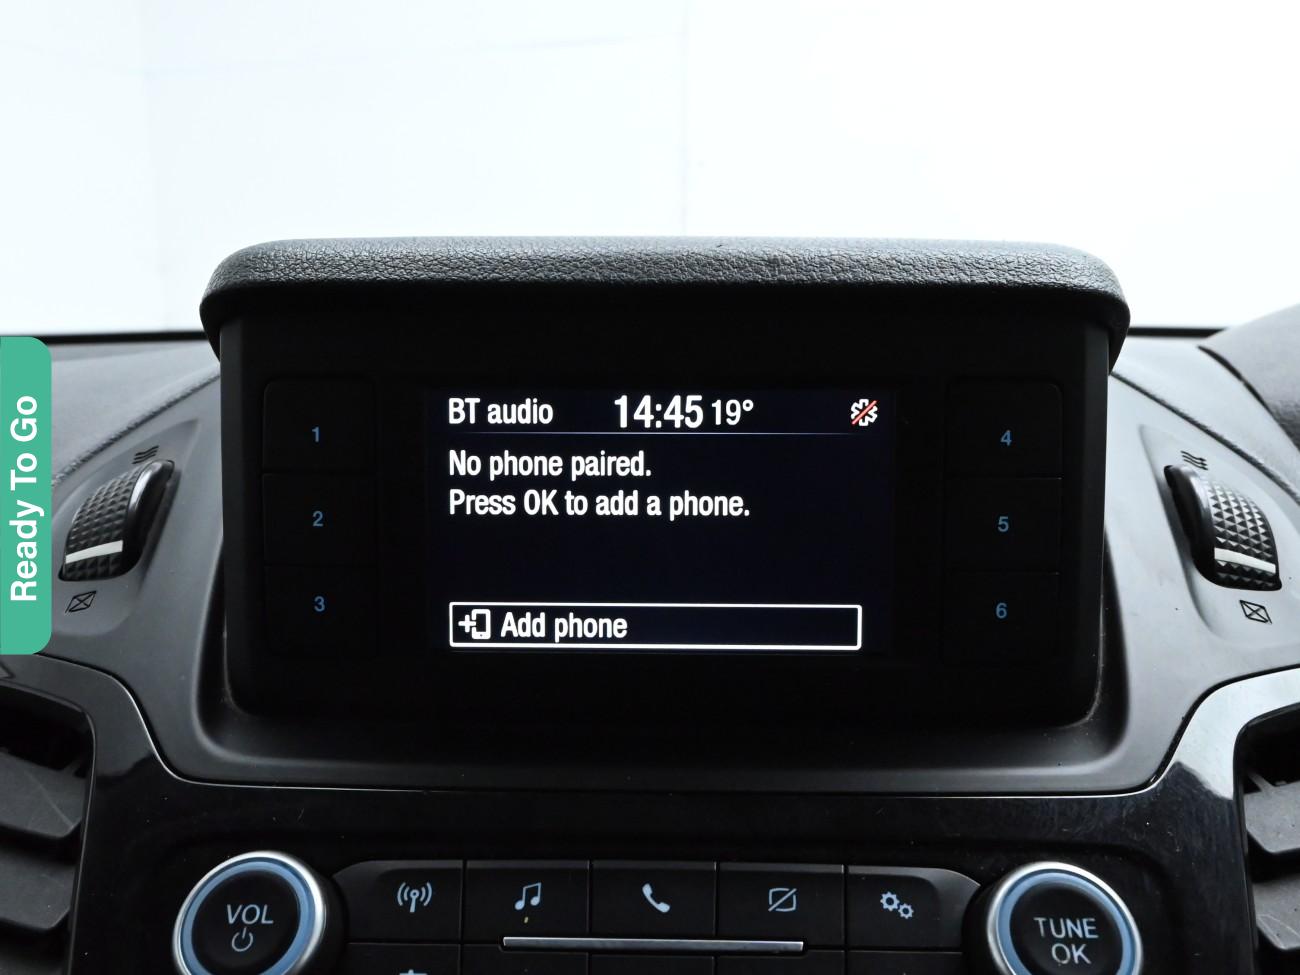 BT audio 14:45 19°
No phone paired.
Press OK to add a phone.
Add phone
1
2
3
4
5
6
VOL
TUNE
OK
Ready To Go